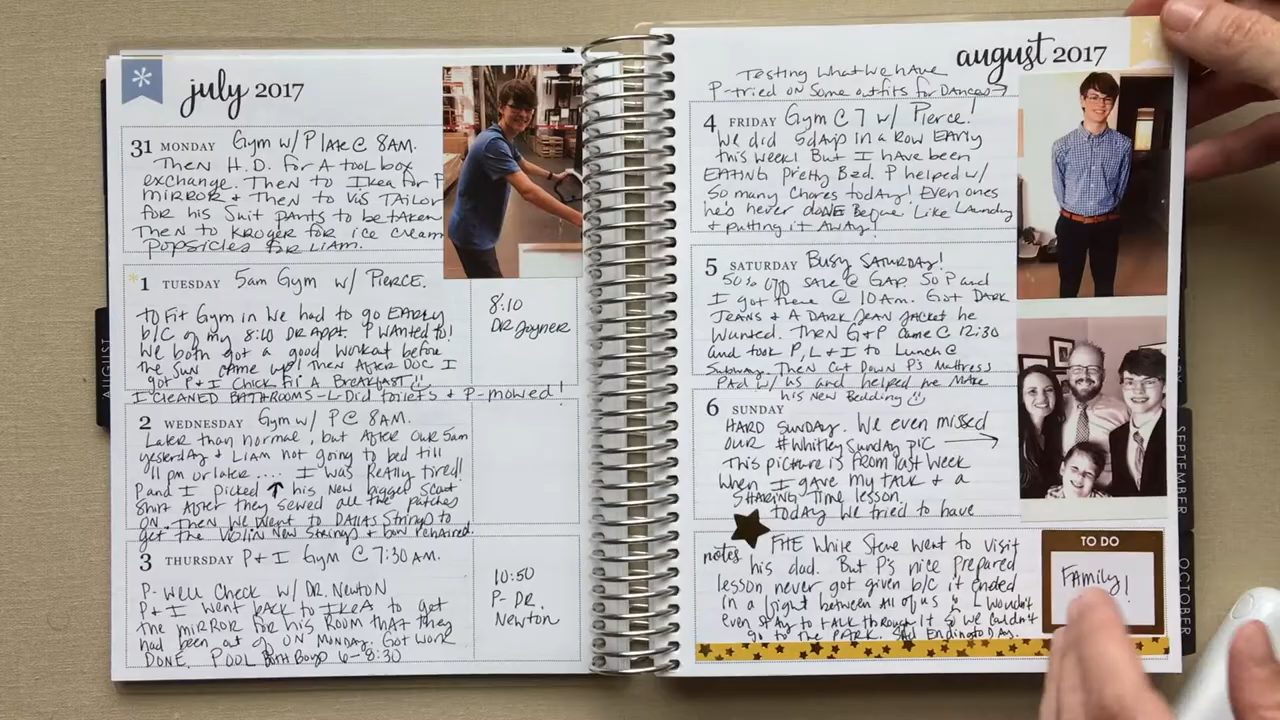 july 2017
31 MONDAY Gym w/ P late @ 8AM.
Then H.D. for A tool box
exchange. Then to Ikea for P
mirror & Then to Vis TAILOR
for his Suit pants to be taken
Then to Kroger for ice cream
Popsicles for Liam.
1 TUESDAY 5am Gym w/ PIERCE.
to Fit Gym in We had to go EARLY
b/c of my 8:10 DR APPt. P WANTED to!
We both got a good workout before
the Sun came up! Then After Doc I
got P & I Chick Fil A Breakfast!
I CLEANED BATHROOMS - L-Did toilets & P-mowed!
8:10
DR Joyner
2 WEDNESDAY Gym w/ P @ 8AM.
Later than normal, but After our 5am
yesterday & LIAM not going to bed till
11 pm or later.... I was REALLY tired!
P and I Picked ↑ his New bigger Scout
Shirt After they sewed all the patches
on. Then We went to Dallas Strings to
get the Violin New Strings & bow Rehaired.
3 THURSDAY P & I Gym @ 7:30 AM.
P- Well Check w/ DR. Newton
P & I went back to IKEA to get
the mirror for his Room that they
had been out of on Monday. Got work
DONE. Pool Both Boys 6-8:30
10:50
P- DR.
Newton
august 2017
Testing What We have
P-tried on Some outfits for Dances →
4 FRIDAY Gym @ 7 w/ Pierce!
We did 5 days in a Row EARLY
this week! But I have been
EATING pretty Bad. P helped w/
So many Chores today! Even ones
he's never done Before Like Laundry
& putting it AWAY!
5 SATURDAY Busy SATURDAY!
50% off sale @ GAP. So P and
I got there @ 10 AM. Got DARK
Jeans & A DARK Jean Jacket he
Wanted. Then G&P Came @ 12:30
and took P, L & I to Lunch @
Subway. Then Cut Down P's Mattress
Pad w/ us and helped me Make
his New Bedding
6 SUNDAY
HARD Sunday. We even missed
OUR #Whitley Sunday pic →
This picture is from last Week
When I gave my talk & a
SHARING Time lesson.
today We tried to have
notes FHE While Steve went to visit
his dad. But P's nice prepared
lesson never got given b/c it ended
in a fight between All of us & L wouldn't
even stay to talk through it so we couldn't
go to the PARK. Sad Ending to Day.
TO DO
Family!
AUGUST
SEPTEMBER
OCTOBER